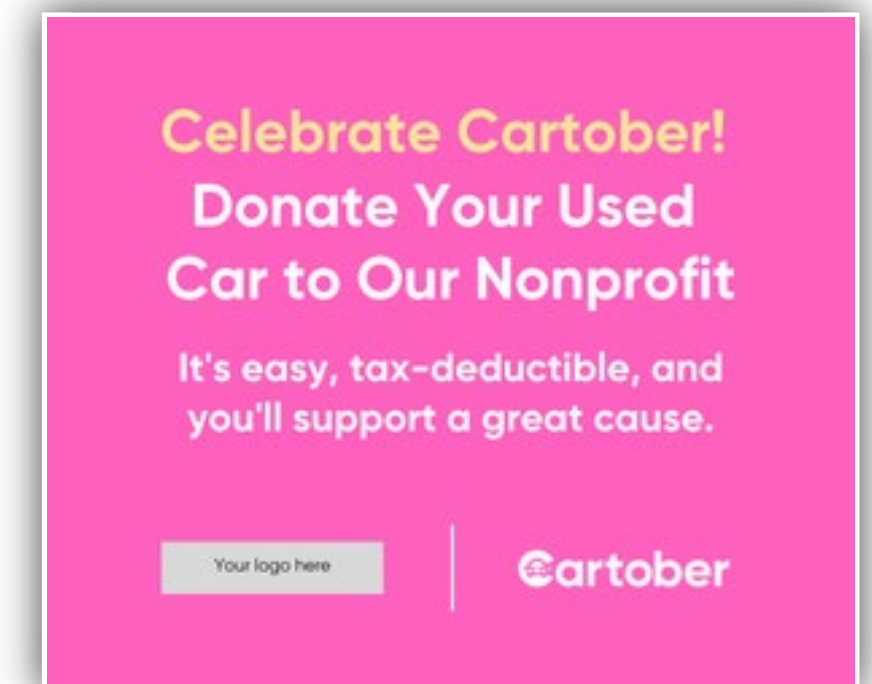 Celebrate Cartober!
Donate Your Used
Car to Our Nonprofit
It's easy, tax-deductible, and
you'll support a great cause.
Your logo here
Cartober